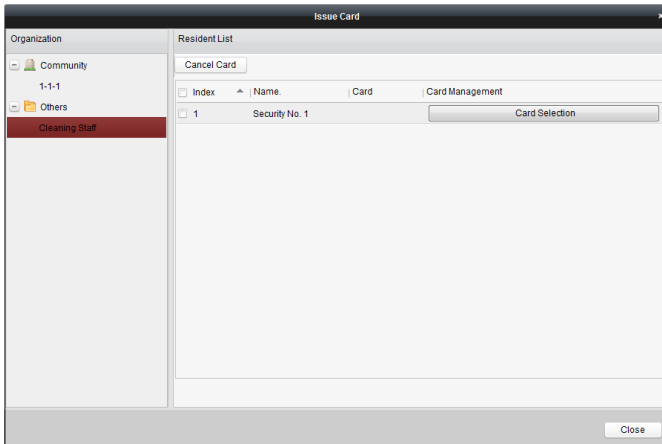 Issue Card
Organization
Resident List
Community
1-1-1
Others
Cleaning Staff
Cancel Card
Index Name. Card Card Management
1 Security No. 1 Card Selection
Close